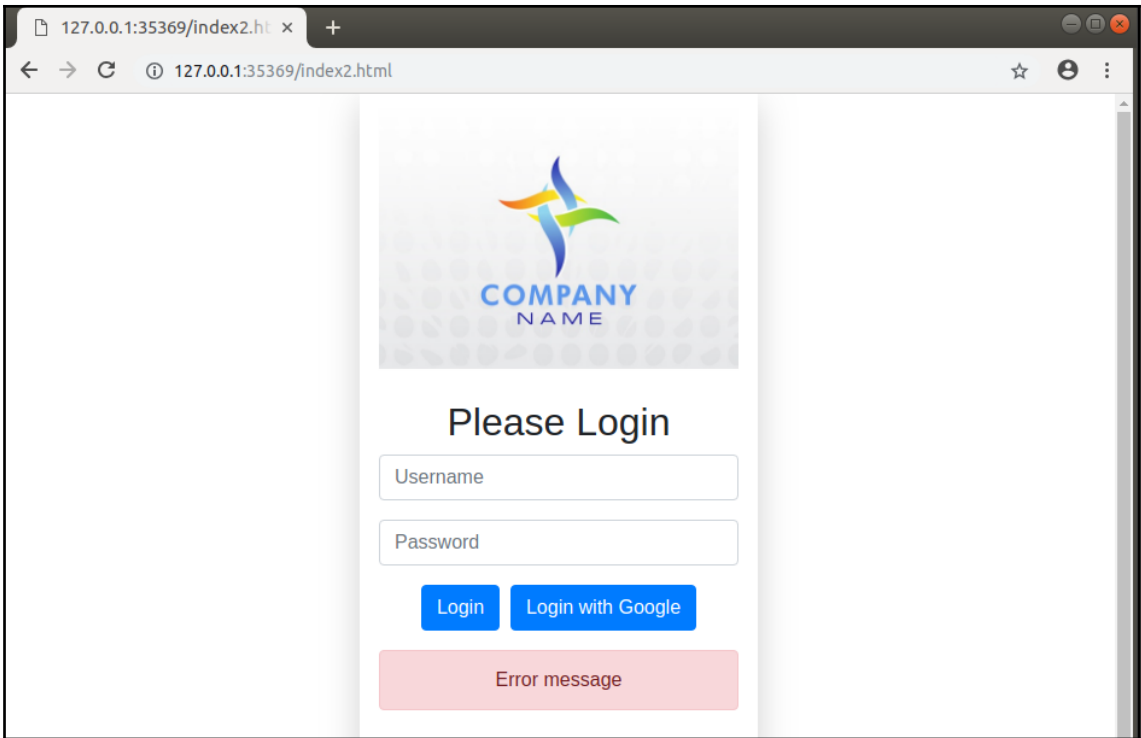 127.0.0.1:35369/index2.ht
127.0.0.1:35369/index2.html
COMPANY
NAME
Please Login
Username
Password
Login Login with Google
Error message